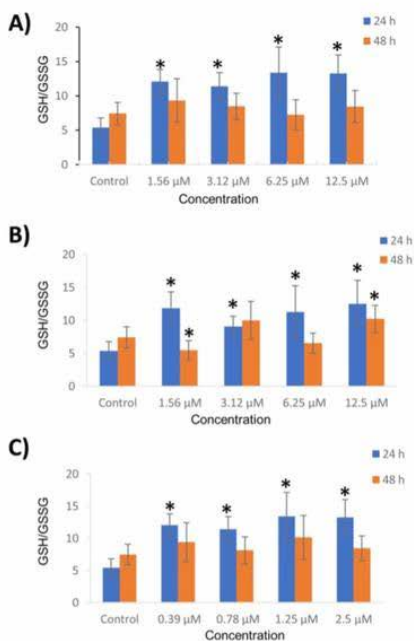 A)
24 h
48 h
GSH/GSSG
20
15
10
5
0
* * * *
Control 1.56 µM 3.12 µM 6.25 µM 12.5 µM
Concentration
B)
24 h
48 h
GSH/GSSG
20
15
10
5
0
* * * * * *
Control 1.56 µM 3.12 µM 6.25 µM 12.5 µM
Concentration
C)
24 h
48 h
GSH/GSSG
20
15
10
5
0
* * * *
Control 0.39 µM 0.78 µM 1.25 µM 2.5 µM
Concentration